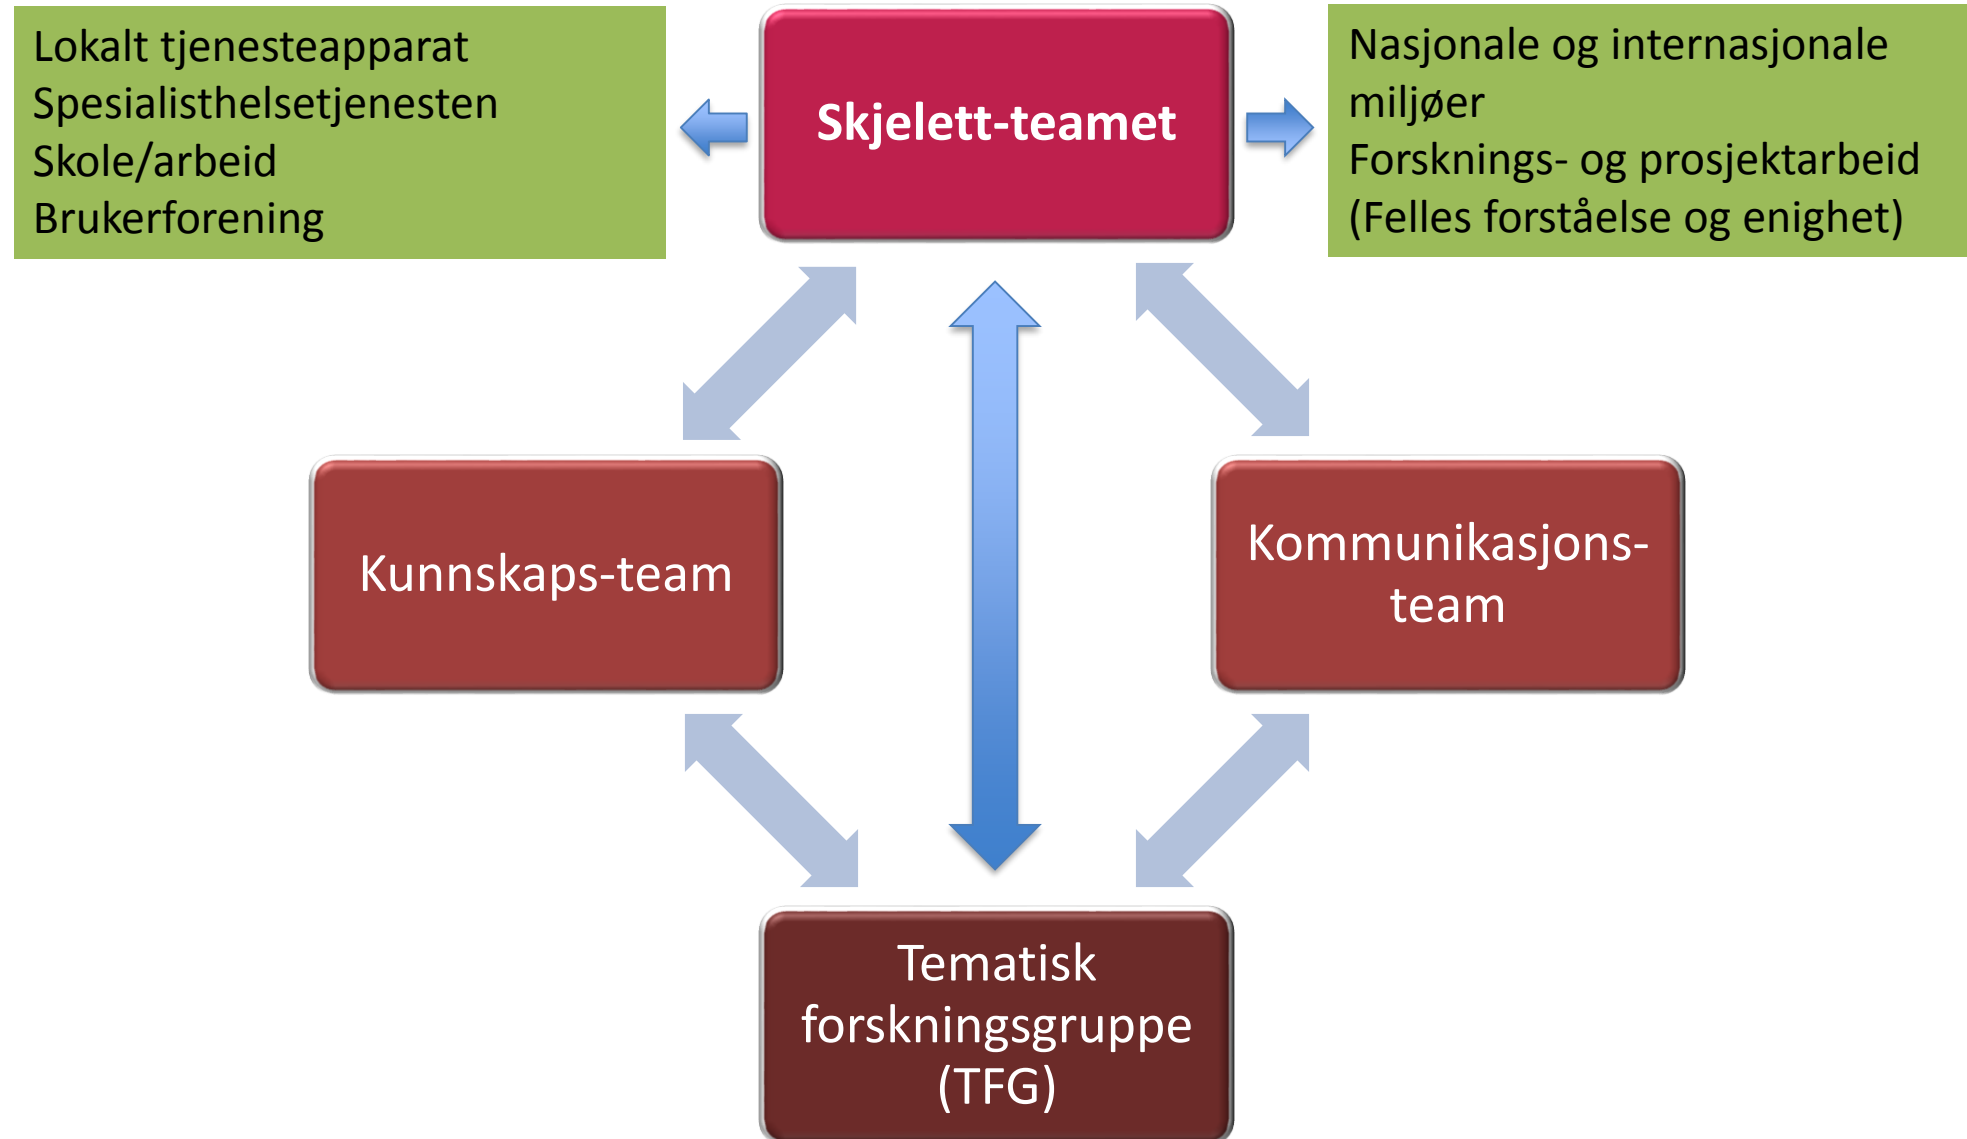 Lokalt tjenesteapparat
Spesialisthelsetjenesten
Skole/arbeid
Brukerforening
Skjelett-teamet
Nasjonale og internasjonale
miljøer
Forsknings- og prosjektarbeid
(Felles forståelse og enighet)
Kunnskaps-team
Kommunikasjons-
team
Tematisk
forskningsgruppe
(TFG)